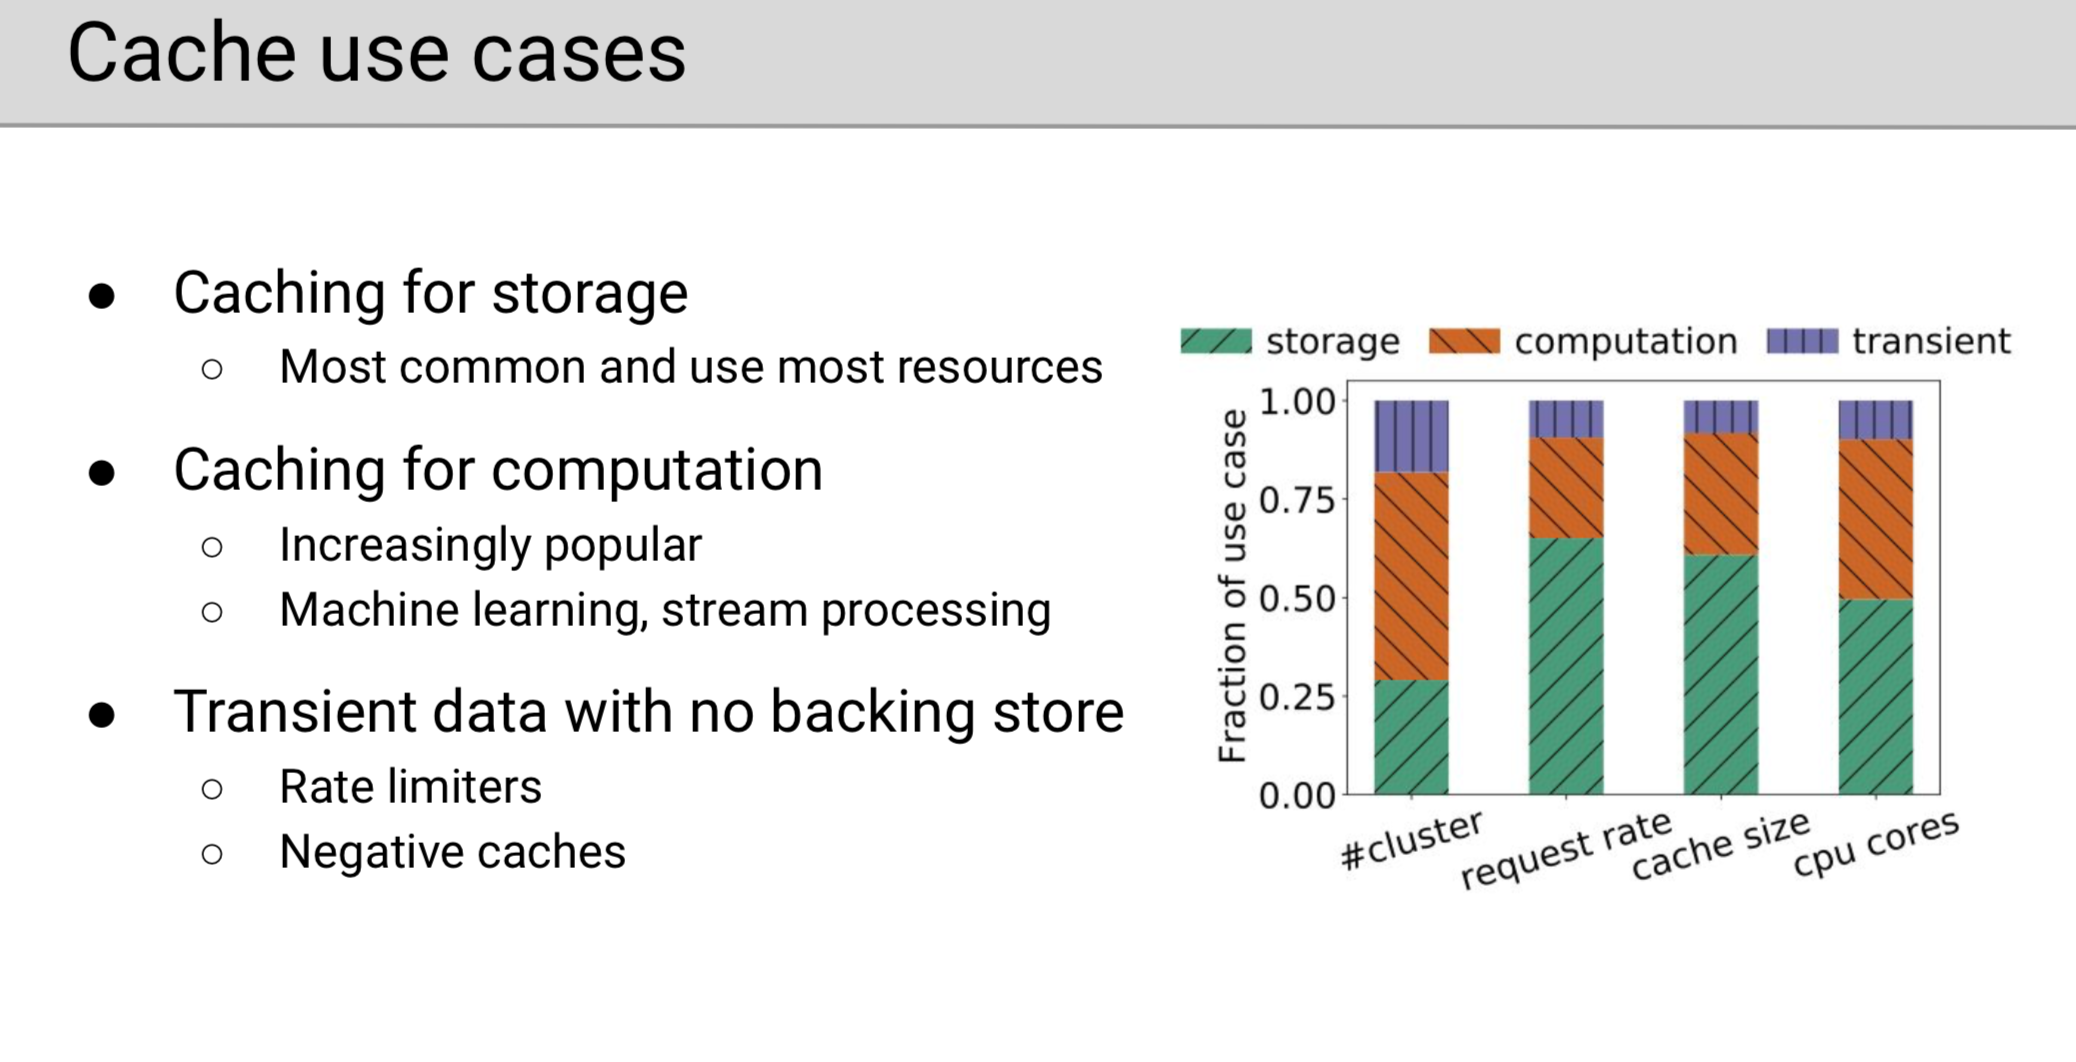 Cache use cases
● Caching for storage
○ Most common and use most resources
● Caching for computation
○ Increasingly popular
○ Machine learning, stream processing
● Transient data with no backing store
○ Rate limiters
○ Negative caches
storage computation transient
Fraction of use case
1.00
0.75
0.50
0.25
0.00
#cluster
request rate
cache size
cpu cores